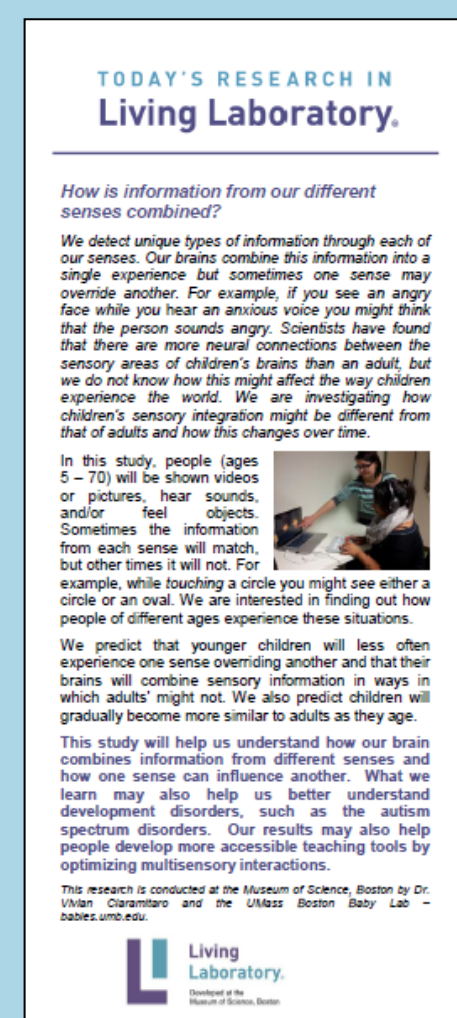 TODAY'S RESEARCH IN
Living Laboratory®
How is information from our different
senses combined?
We detect unique types of information through each of
our senses. Our brains combine this information into a
single experience but sometimes one sense may
override another. For example, if you see an angry
face while you hear an anxious voice you might think
that the person sounds angry. Scientists have found
that there are more neural connections between the
sensory areas of children's brains than an adult, but
we do not know how this might affect the way children
experience the world. We are investigating how
children's sensory integration might be different from
that of adults and how this changes over time.
In this study, people (ages
5 – 70) will be shown videos
or pictures, hear sounds,
and/or feel objects.
Sometimes the information
from each sense will match,
but other times it will not. For
example, while touching a circle you might see either a
circle or an oval. We are interested in finding out how
people of different ages experience these situations.
We predict that younger children will less often
experience one sense overriding another and that their
brains will combine sensory information in ways in
which adults' might not. We also predict children will
gradually become more similar to adults as they age.
This study will help us understand how our brain
combines information from different senses and
how one sense can influence another. What we
learn may also help us better understand
development disorders, such as the autism
spectrum disorders. Our results may also help
people develop more accessible teaching tools by
optimizing multisensory interactions.
This research is conducted at the Museum of Science, Boston by Dr.
Vivian Ciaramitaro and the UMass Boston Baby Lab –
babies.umb.edu.
Living
Laboratory®
Developed at the
Museum of Science, Boston